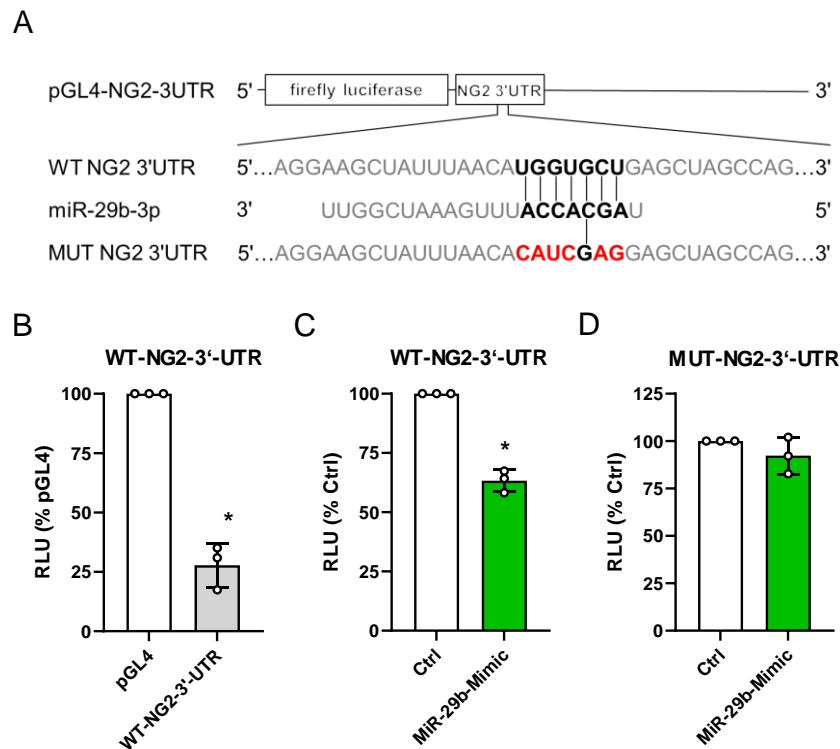 A
pGL4-NG2-3UTR 5' firefly luciferase NG2 3'UTR 3'
WT NG2 3'UTR 5'...AGGAAGCUAUUUAACAUGGUGCUGAGCUAGCCAG...3'
miR-29b-3p 3' UUGGCUAAAGUUUACCACGAU 5'
MUT NG2 3'UTR 5'...AGGAAGCUAUUUAACACAUCGAGGAGCUAGCCAG...3'
B
WT-NG2-3‘-UTR
RLU (% pGL4)
100
75
50
25
0
*
pGL4
WT-NG2-3'-UTR
C
WT-NG2-3‘-UTR
RLU (% Ctrl)
100
75
50
25
0
*
Ctrl
MiR-29b-Mimic
D
MUT-NG2-3‘-UTR
RLU (% Ctrl)
125
100
75
50
25
0
Ctrl
MiR-29b-Mimic